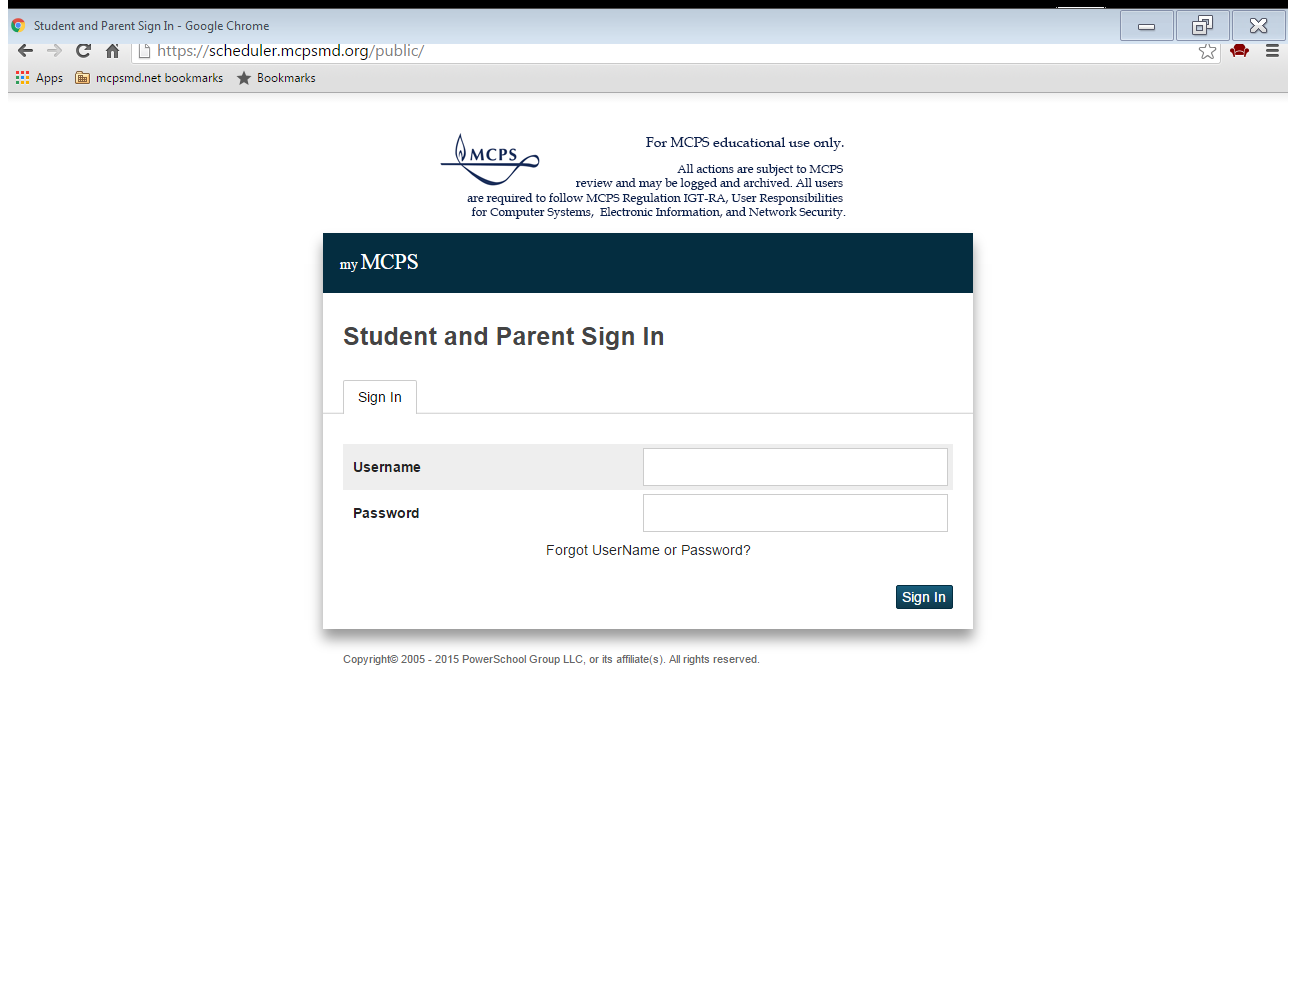 Student and Parent Sign In - Google Chrome
https://scheduler.mcpsmd.org/public/
Apps mcpsmd.net bookmarks Bookmarks
MCPS
For MCPS educational use only.
All actions are subject to MCPS
review and may be logged and archived. All users
are required to follow MCPS Regulation IGT-RA, User Responsibilities
for Computer Systems, Electronic Information, and Network Security.
my MCPS
Student and Parent Sign In
Sign In
Username
Password
Forgot UserName or Password?
Sign In
Copyright© 2005 - 2015 PowerSchool Group LLC, or its affiliate(s). All rights reserved.